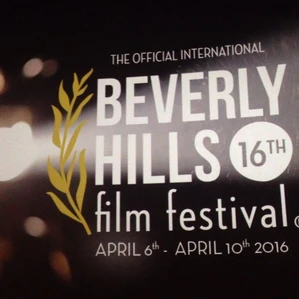 THE OFFICIAL INTERNATIONAL
BEVERLY
HILLS 16TH
film festival
APRIL 6th - APRIL 10th 2016